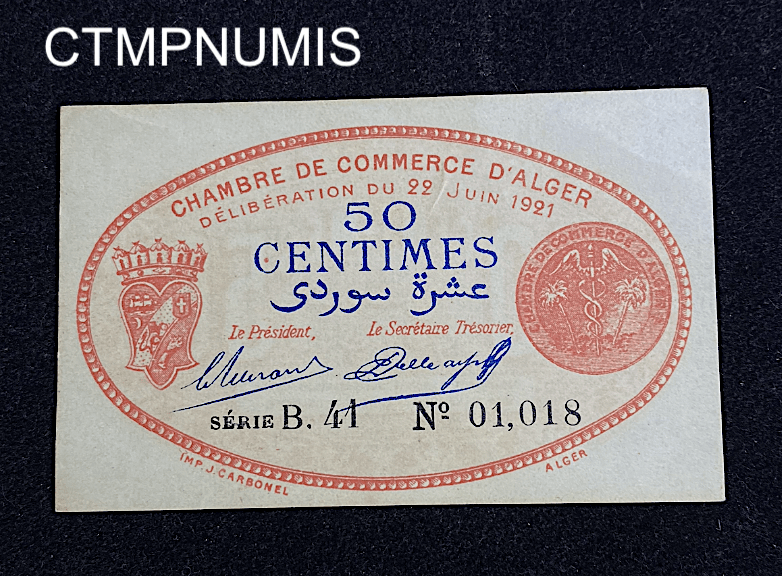 CTMPNUMIS
CHAMBRE DE COMMERCE D'ALGER
DÉLIBÉRATION DU 22 JUIN 1921
50
CENTIMES
عشرة سوردى
CHAMBRE DE COMMERCE D'ALGER
Le Président,
Le Secrétaire Trésorier,
SÉRIE B. 41 Nº 01,018
IMP. J. CARBONEL
ALGER